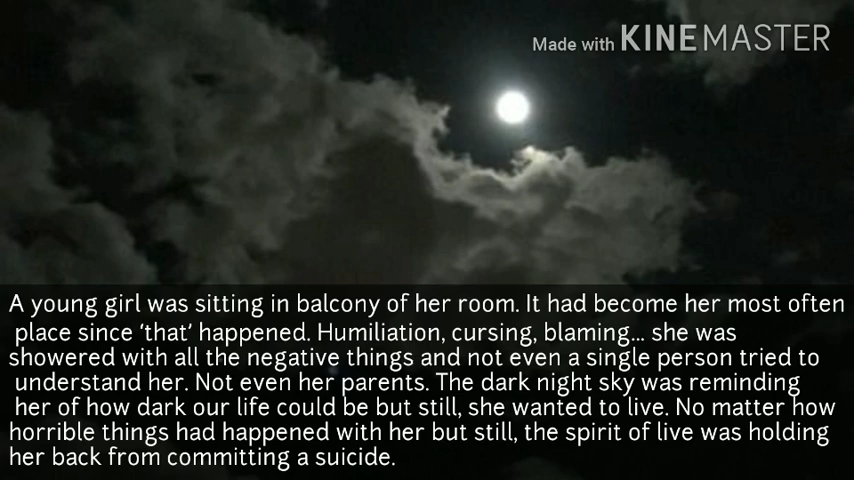 Made with KINEMASTER
A young girl was sitting in balcony of her room. It had become her most often
place since 'that' happened. Humiliation, cursing, blaming... she was
showered with all the negative things and not even a single person tried to
understand her. Not even her parents. The dark night sky was reminding
her of how dark our life could be but still, she wanted to live. No matter how
horrible things had happened with her but still, the spirit of live was holding
her back from committing a suicide.